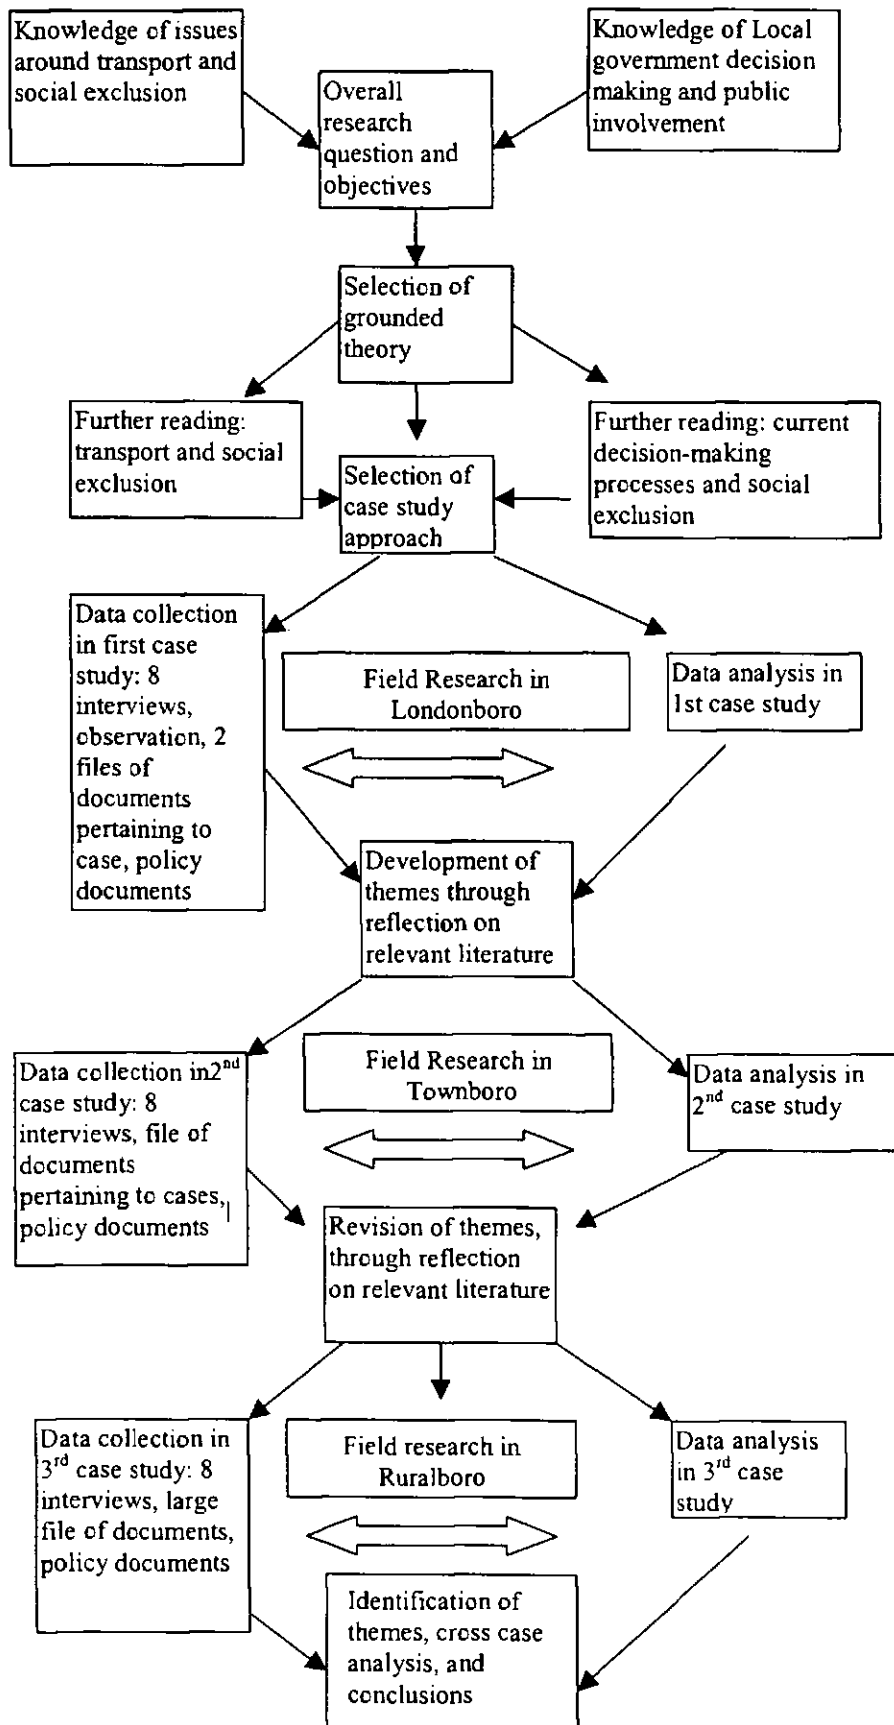 Knowledge of issues
around transport and
social exclusion
Knowledge of Local
government decision
making and public
involvement
Overall
research
question and
objectives
Selection of
grounded
theory
Further reading:
transport and social
exclusion
Further reading: current
decision-making
processes and social
exclusion
Selection of
case study
approach
Data collection
in first case
study: 8
interviews,
observation, 2
files of
documents
pertaining to
case, policy
documents
Field Research in
Londonboro
Data analysis in
1st case study
Development of
themes through
reflection on
relevant literature
Data collection in2nd
case study: 8
interviews, file of
documents
pertaining to cases,
policy documents
Field Research in
Townboro
Data analysis in
2nd case study
Revision of themes,
through reflection
on relevant literature
Data collection in
3rd case study: 8
interviews, large
file of documents,
policy documents
Field research in
Ruralboro
Data analysis
in 3rd case
study
Identification of
themes, cross case
analysis, and
conclusions